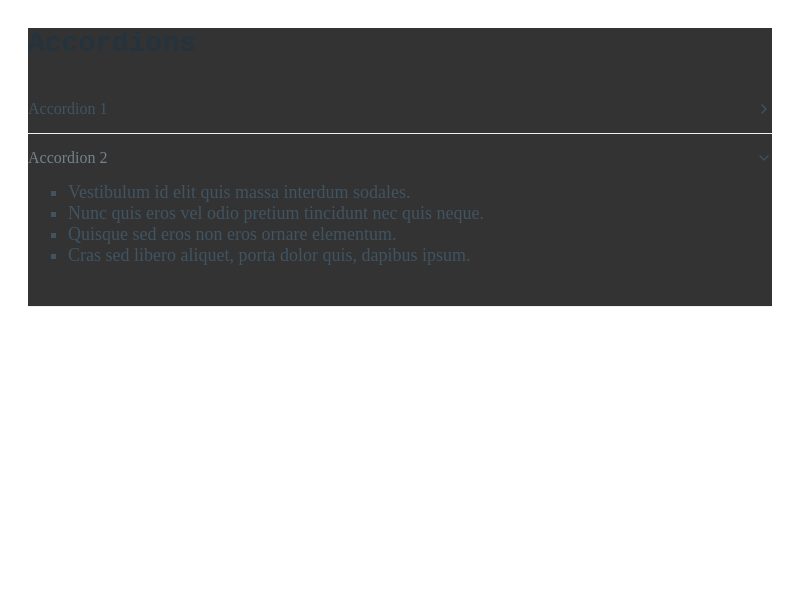 Accordions
Accordion 1
Accordion 2
Vestibulum id elit quis massa interdum sodales.
Nunc quis eros vel odio pretium tincidunt nec quis neque.
Quisque sed eros non eros ornare elementum.
Cras sed libero aliquet, porta dolor quis, dapibus ipsum.